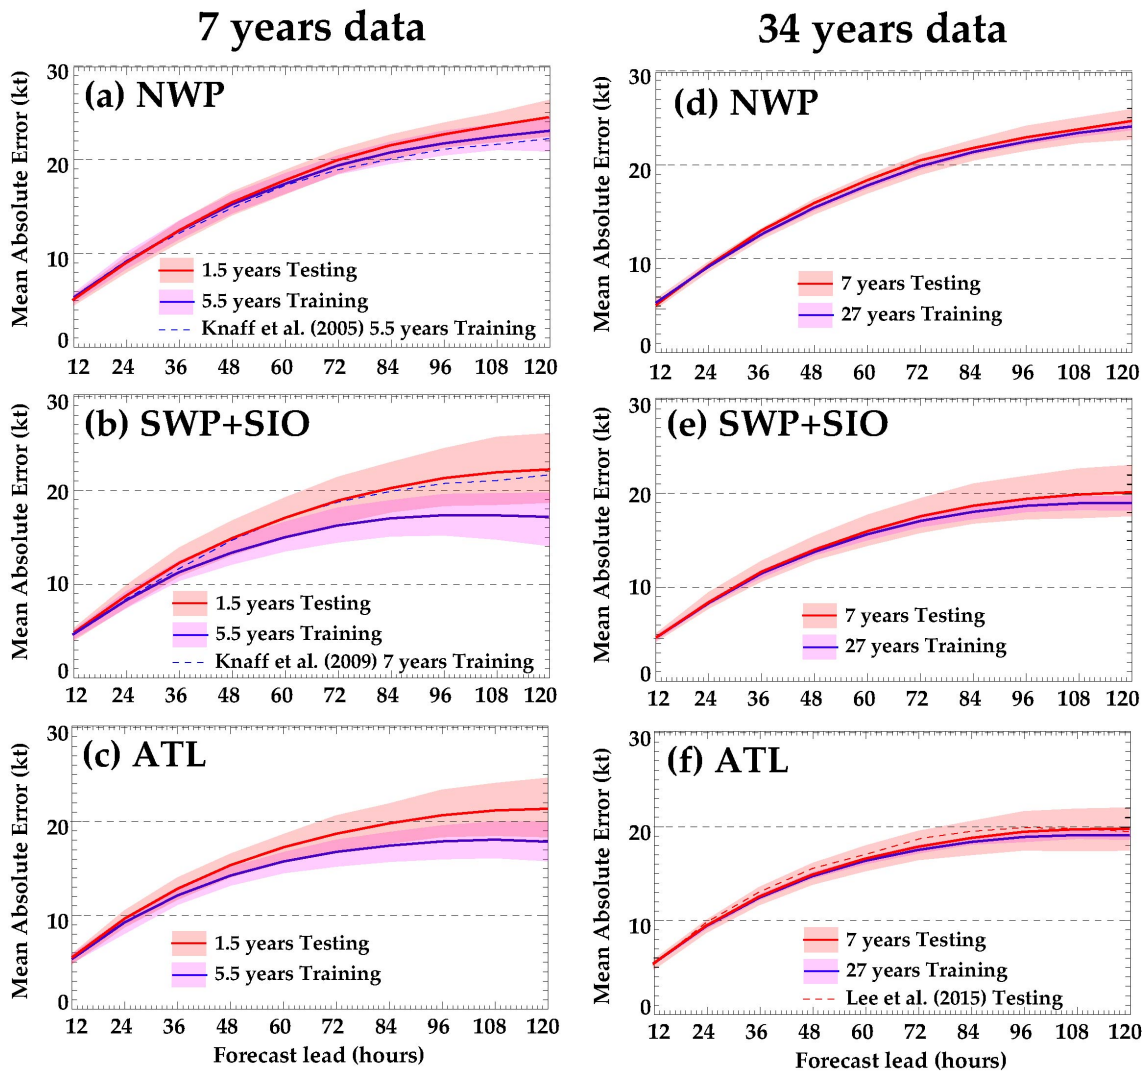 7 years data
34 years data
Mean Absolute Error (kt)
30
20
10
0
(a) NWP
1.5 years Testing
5.5 years Training
Knaff et al. (2005) 5.5 years Training
12 24 36 48 60 72 84 96 108 120
Mean Absolute Error (kt)
30
20
10
0
(d) NWP
7 years Testing
27 years Training
12 24 36 48 60 72 84 96 108 120
Mean Absolute Error (kt)
30
20
10
0
(b) SWP+SIO
1.5 years Testing
5.5 years Training
Knaff et al. (2009) 7 years Training
12 24 36 48 60 72 84 96 108 120
Mean Absolute Error (kt)
30
20
10
0
(e) SWP+SIO
7 years Testing
27 years Training
12 24 36 48 60 72 84 96 108 120
Mean Absolute Error (kt)
30
20
10
0
(c) ATL
1.5 years Testing
5.5 years Training
12 24 36 48 60 72 84 96 108 120
Forecast lead (hours)
Mean Absolute Error (kt)
30
20
10
0
(f) ATL
7 years Testing
27 years Training
Lee et al. (2015) Testing
12 24 36 48 60 72 84 96 108 120
Forecast lead (hours)